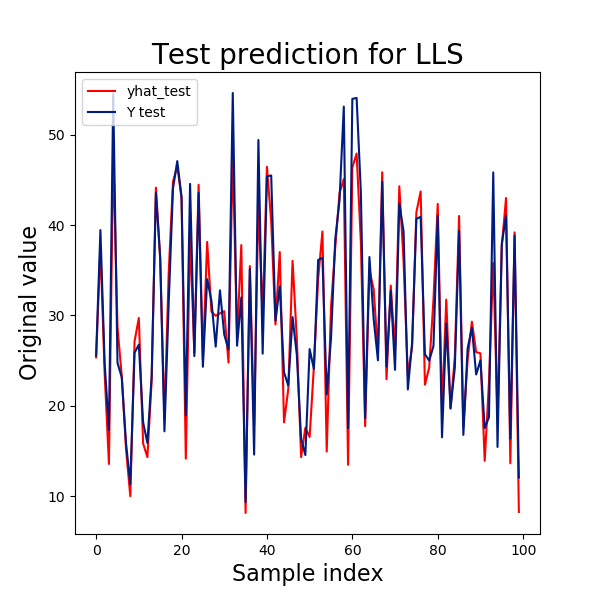 Test prediction for LLS
yhat_test
Y test
50
40
30
20
10
Original value
0 20 40 60 80 100
Sample index